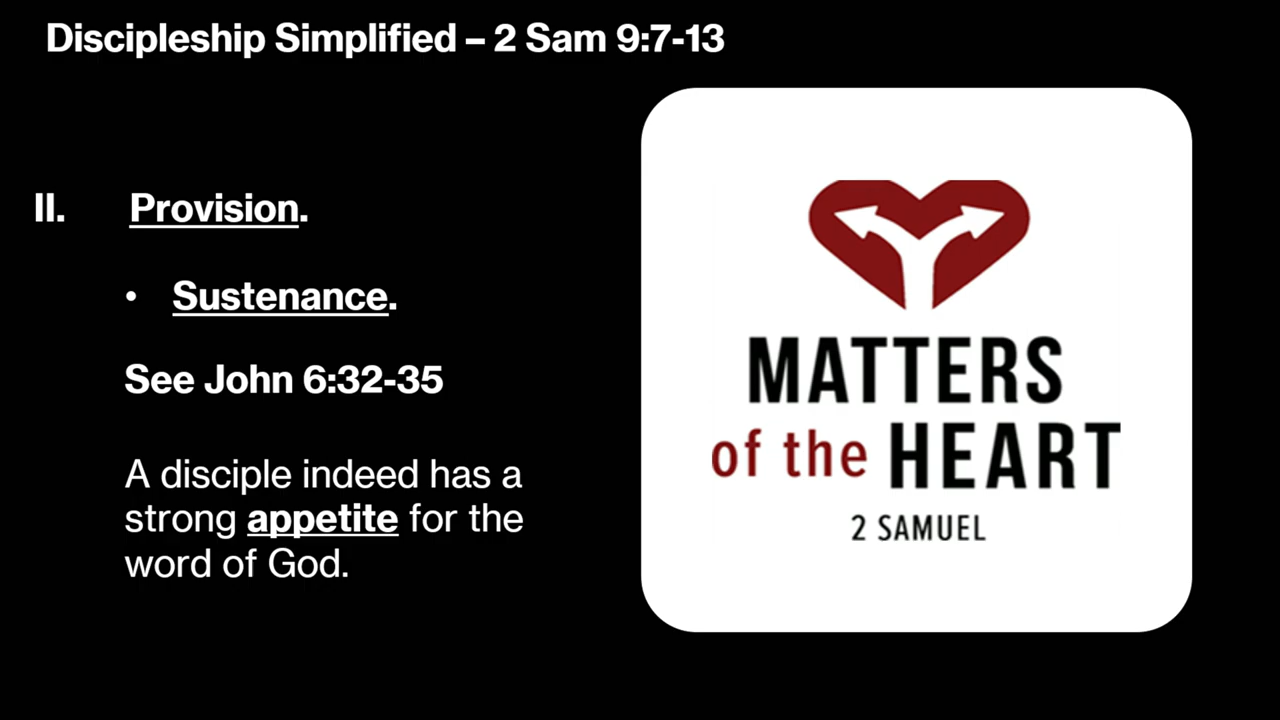 Discipleship Simplified – 2 Sam 9:7-13
II. Provision.
• Sustenance.
See John 6:32-35
A disciple indeed has a
strong appetite for the
word of God.
MATTERS
of the HEART
2 SAMUEL